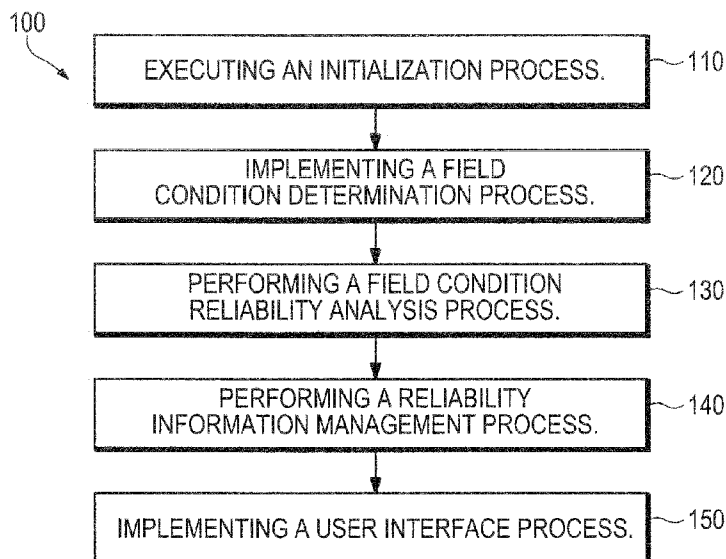 100
EXECUTING AN INITIALIZATION PROCESS.
110
IMPLEMENTING A FIELD
CONDITION DETERMINATION PROCESS.
120
PERFORMING A FIELD CONDITION
RELIABILITY ANALYSIS PROCESS.
130
PERFORMING A RELIABILITY
INFORMATION MANAGEMENT PROCESS.
140
IMPLEMENTING A USER INTERFACE PROCESS.
150